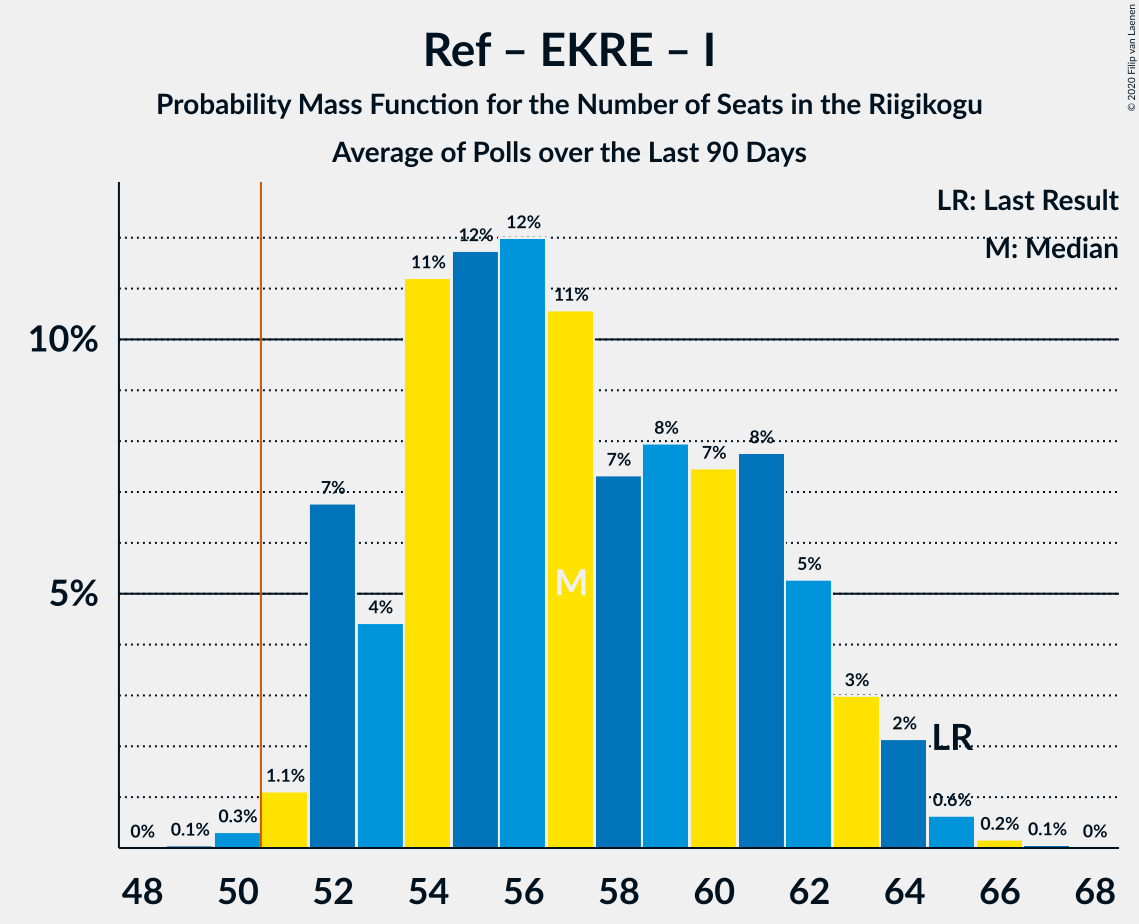 Ref – EKRE – I
Probability Mass Function for the Number of Seats in the Riigikogu
Average of Polls over the Last 90 Days
© 2020 Filip van Laenen
LR: Last Result
M: Median
10%
5%
0%
0.1%
0.3%
1.1%
7%
4%
11%
12%
12%
11%
7%
8%
7%
8%
5%
3%
2%
0.6%
0.2%
0.1%
0%
M
LR
48 50 52 54 56 58 60 62 64 66 68